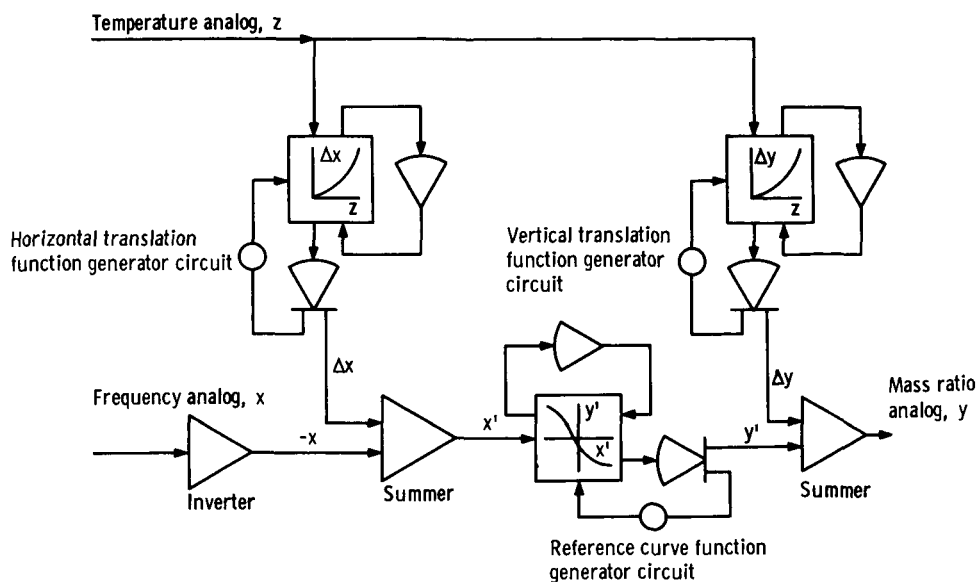 Temperature analog, z
Δx
z
Δy
z
Horizontal translation
function generator circuit
Vertical translation
function generator
circuit
Δx
Δy
Frequency analog, x
Mass ratio
analog, y
-x
x'
y'
x'
y'
Inverter
Summer
Summer
Reference curve function
generator circuit